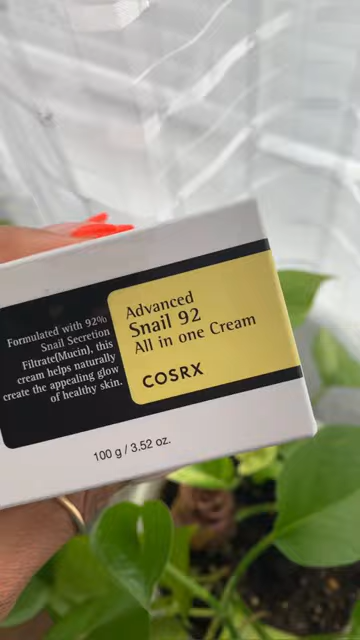 Formulated with 92%
Snail Secretion
Filtrate(Mucin), this
cream helps naturally
create the appealing glow
of healthy skin.
Advanced
Snail 92
All in one Cream
COSRX
100 g / 3.52 oz.